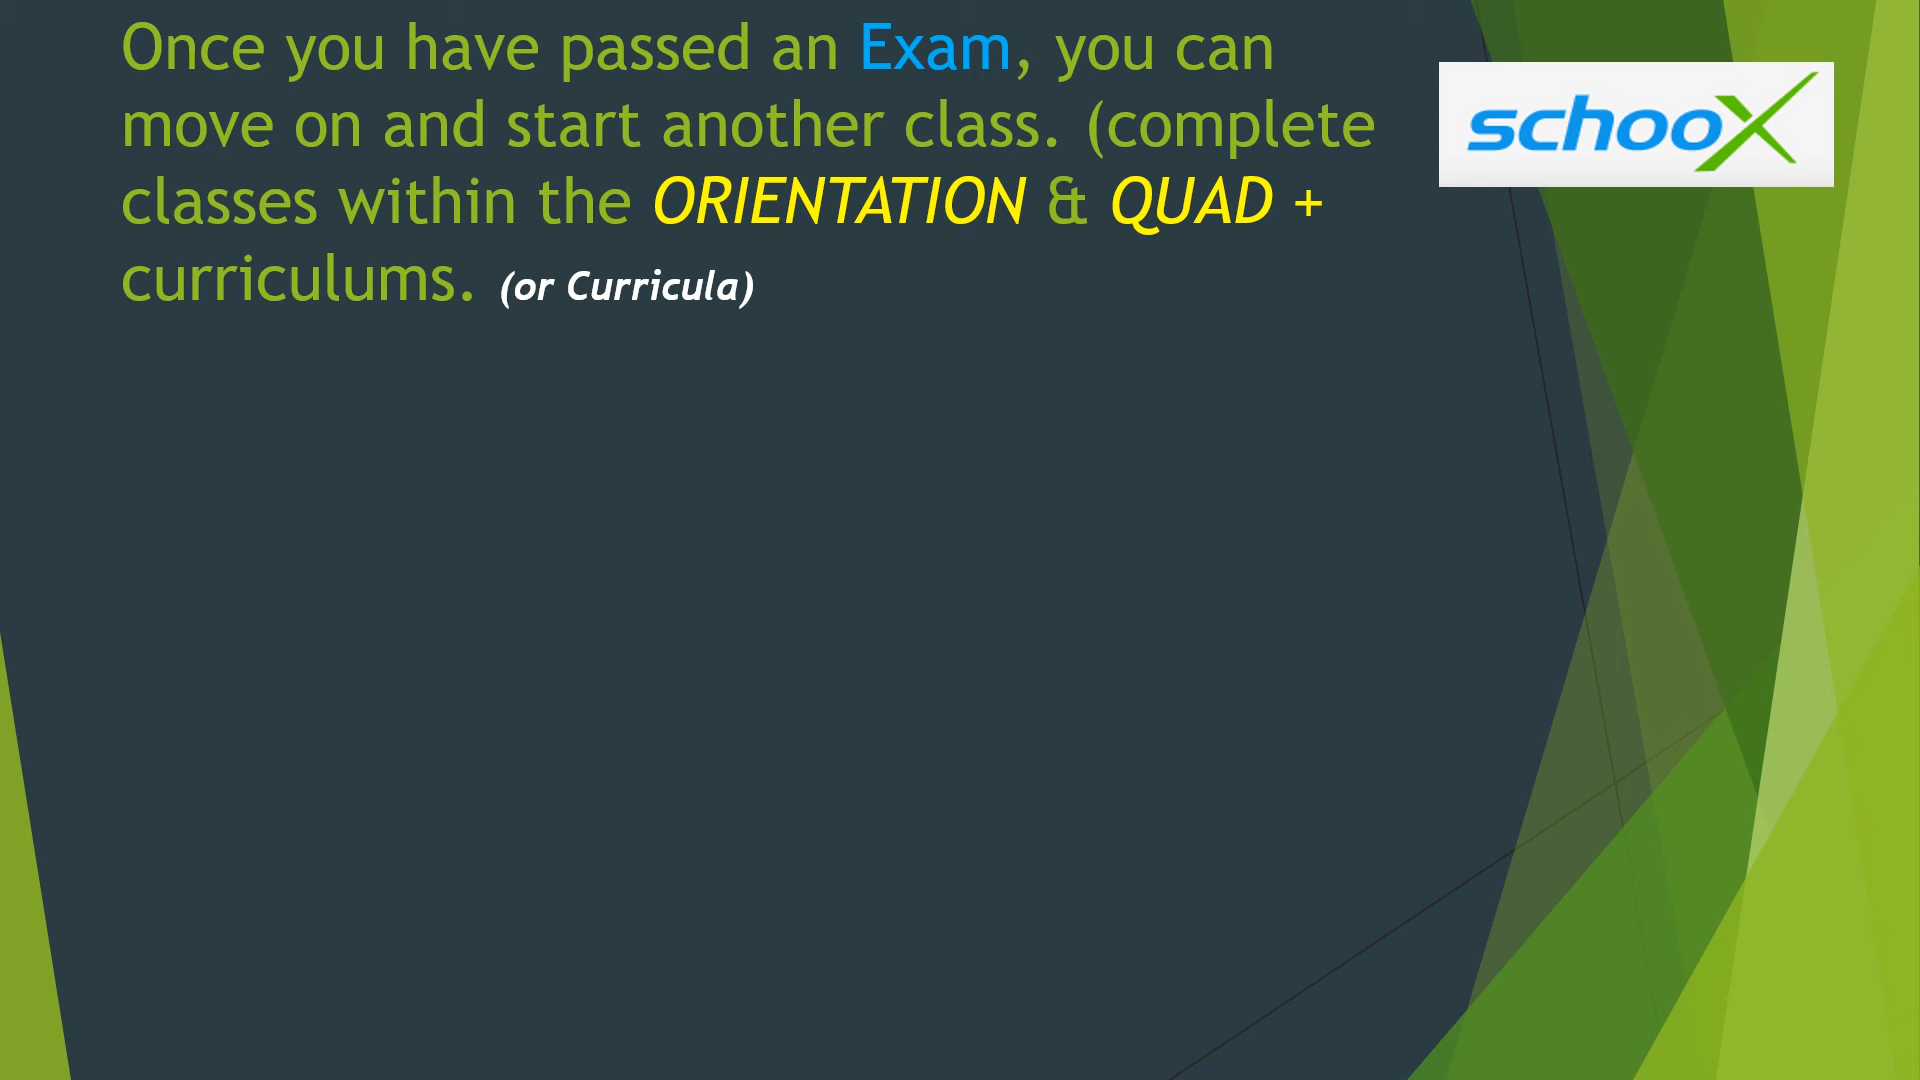 Once you have passed an Exam, you can
move on and start another class. (complete
classes within the ORIENTATION & QUAD +
curriculums. (or Curricula)
schoox